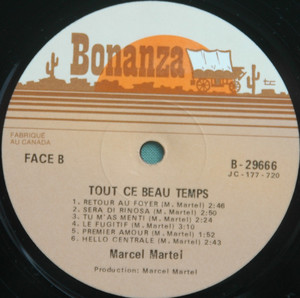 Bonanza
FABRIQUÉ
AU CANADA
FACE B
B - 29666
JC - 177 - 720
TOUT CE BEAU TEMPS
1. RETOUR AU FOYER (M. Martel) 2:46
2. SERA DI RINOSA (M. Martel) 2:50
3. TU M'AS MENTI (M. Martel) 2:24
4. LE FUGITIF (M. Martel) 3:10
5. PREMIER AMOUR (M. Martel) 1:52
6. HELLO CENTRALE (M. Martel) 2:43
Marcel Martel
Production: Marcel Martel